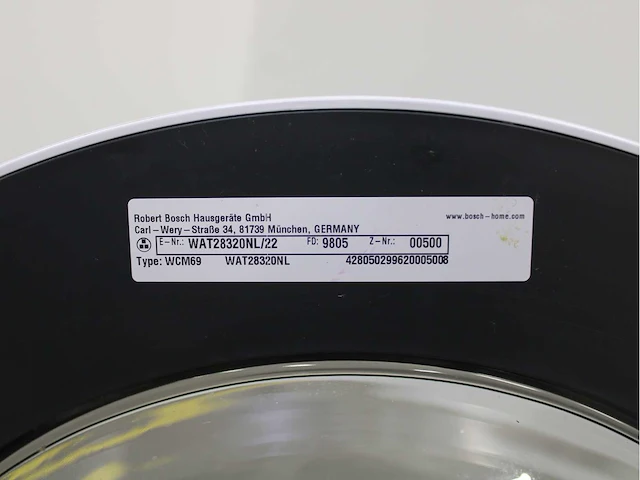 Robert Bosch Hausgeräte GmbH
www.bosch-home.com
Carl-Wery-Straße 34, 81739 München, GERMANY
E-Nr.: WAT28320NL/22 FD: 9805 Z-Nr.: 00500
Type: WCM69 WAT28320NL 428050299620005008